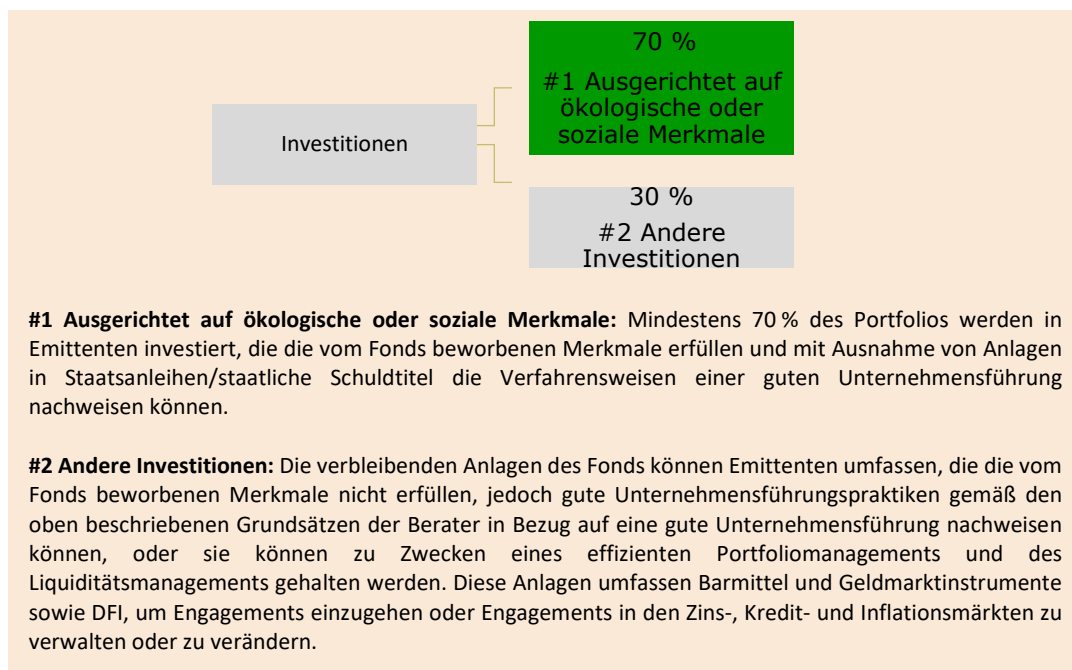 70 %
#1 Ausgerichtet auf
ökologische oder
soziale Merkmale
Investitionen
30 %
#2 Andere
Investitionen
#1 Ausgerichtet auf ökologische oder soziale Merkmale: Mindestens 70 % des Portfolios werden in
Emittenten investiert, die die vom Fonds beworbenen Merkmale erfüllen und mit Ausnahme von Anlagen
in Staatsanleihen/staatliche Schuldtitel die Verfahrensweisen einer guten Unternehmensführung
nachweisen können.
#2 Andere Investitionen: Die verbleibenden Anlagen des Fonds können Emittenten umfassen, die die vom
Fonds beworbenen Merkmale nicht erfüllen, jedoch gute Unternehmensführungspraktiken gemäß den
oben beschriebenen Grundsätzen der Berater in Bezug auf eine gute Unternehmensführung nachweisen
können, oder sie können zu Zwecken eines effizienten Portfoliomanagements und des
Liquiditätsmanagements gehalten werden. Diese Anlagen umfassen Barmittel und Geldmarktinstrumente
sowie DFI, um Engagements einzugehen oder Engagements in den Zins-, Kredit- und Inflationsmärkten zu
verwalten oder zu verändern.